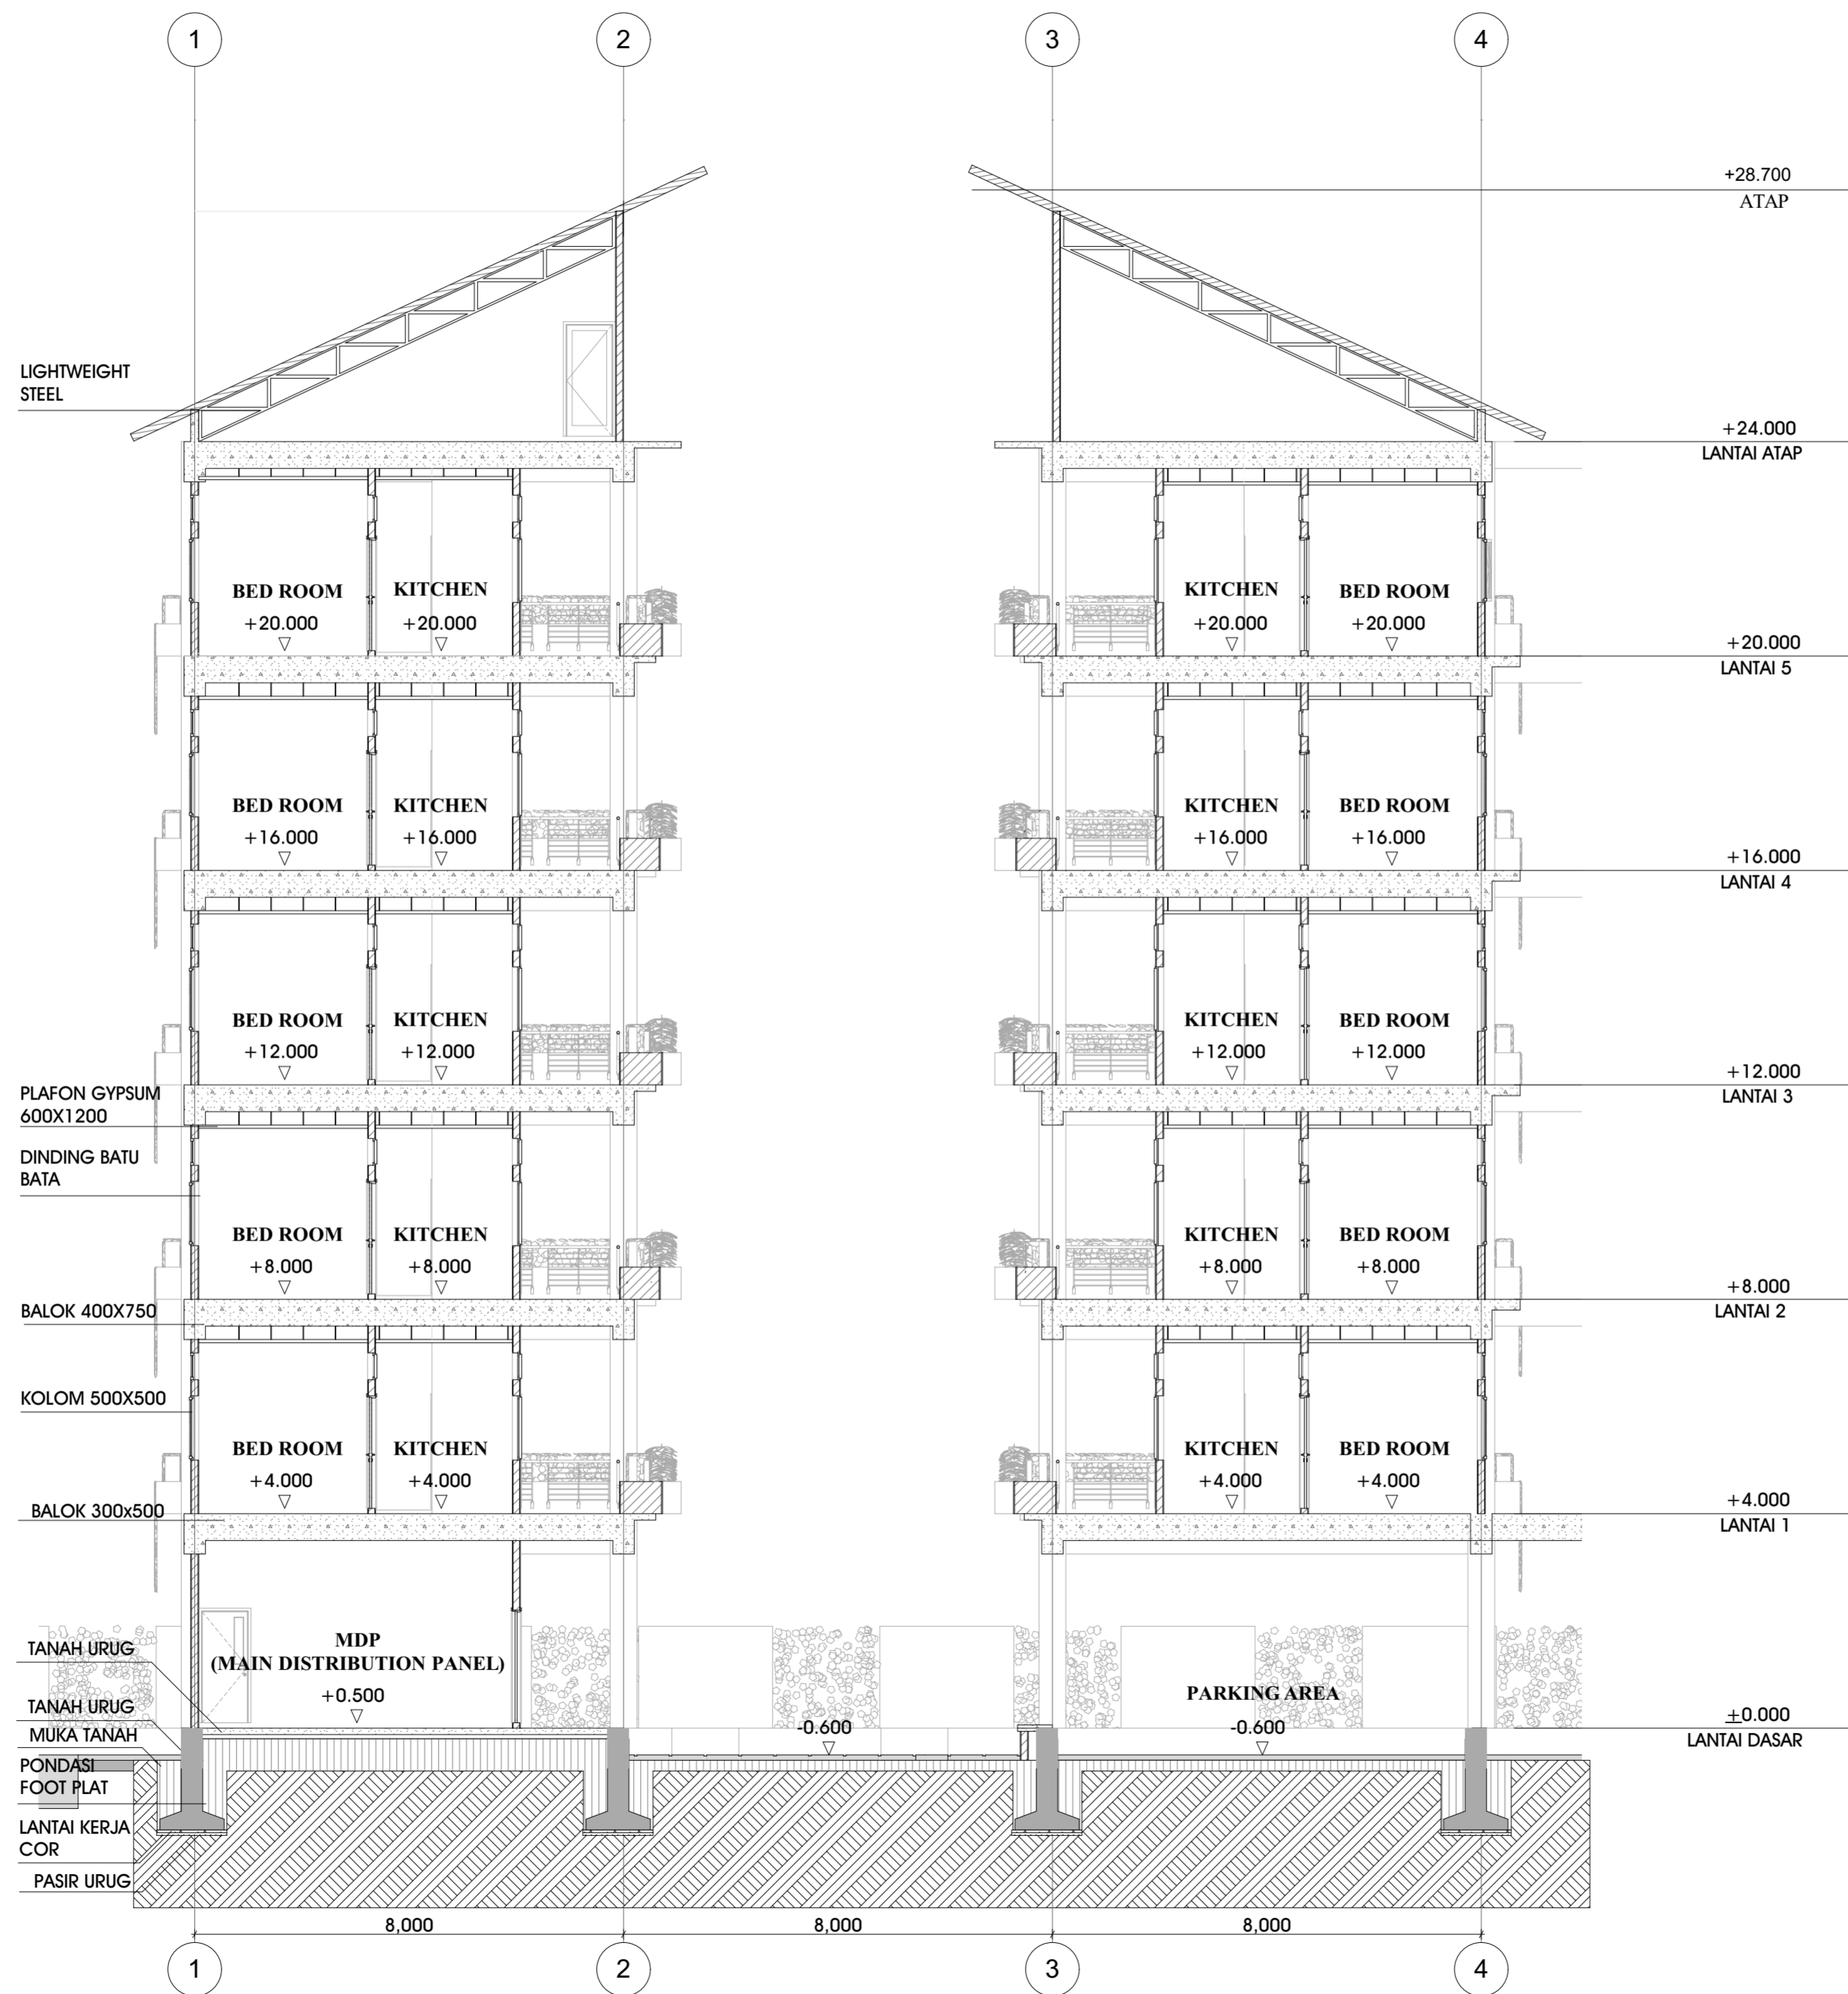 1
2
3
4
+28.700
ATAP
LIGHTWEIGHT
STEEL
+24.000
LANTAI ATAP
BED ROOM
+20.000
KITCHEN
+20.000
KITCHEN
+20.000
BED ROOM
+20.000
+20.000
LANTAI 5
BED ROOM
+16.000
KITCHEN
+16.000
KITCHEN
+16.000
BED ROOM
+16.000
+16.000
LANTAI 4
BED ROOM
+12.000
KITCHEN
+12.000
KITCHEN
+12.000
BED ROOM
+12.000
+12.000
LANTAI 3
PLAFON GYPSUM
600X1200
DINDING BATU
BATA
BED ROOM
+8.000
KITCHEN
+8.000
KITCHEN
+8.000
BED ROOM
+8.000
+8.000
LANTAI 2
BALOK 400X750
KOLOM 500X500
BED ROOM
+4.000
KITCHEN
+4.000
KITCHEN
+4.000
BED ROOM
+4.000
+4.000
LANTAI 1
BALOK 300x500
TANAH URUG
MDP
(MAIN DISTRIBUTION PANEL)
+0.500
PARKING AREA
-0.600
-0.600
±0.000
LANTAI DASAR
TANAH URUG
MUKA TANAH
PONDASI
FOOT PLAT
LANTAI KERJA
COR
PASIR URUG
8,000
8,000
8,000
1
2
3
4